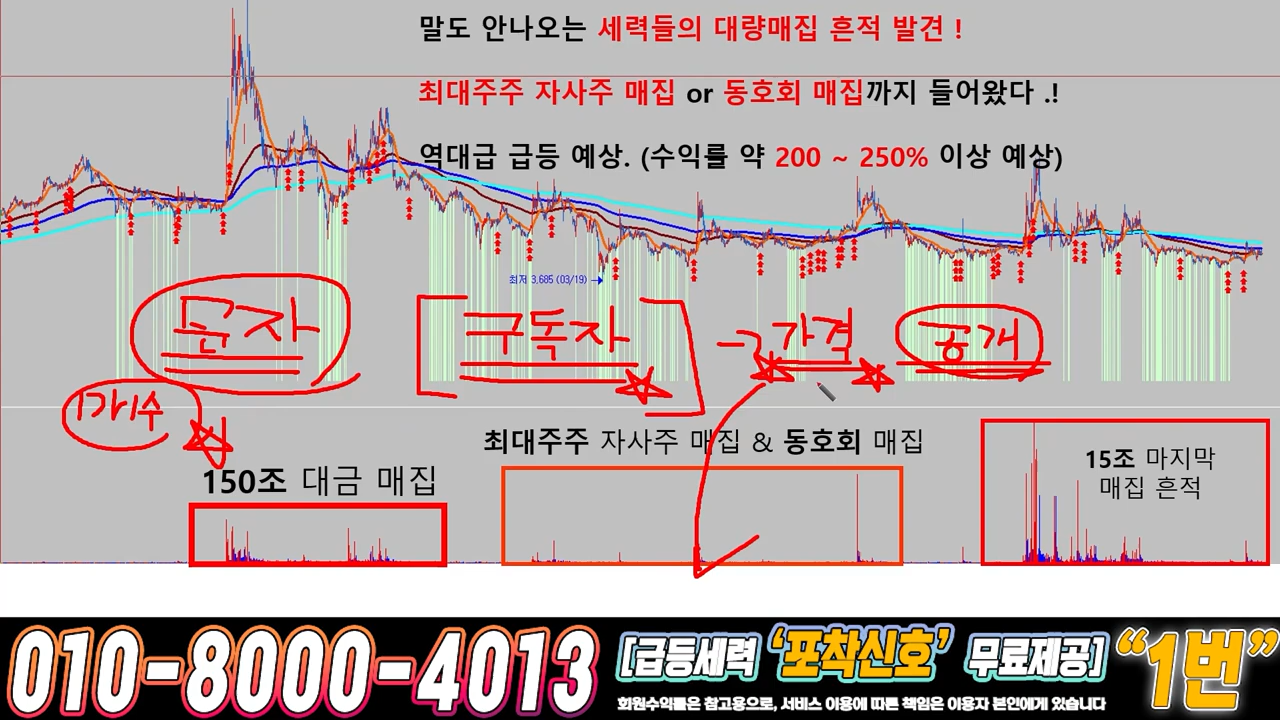 말도 안나오는 세력들의 대량매집 흔적 발견 !
최대주주 자사주 매집 or 동호회 매집까지 들어왔다 .!
역대급 급등 예상. (수익률 약 200 ~ 250% 이상 예상)
최저 3,685 (03/19)
문자
구독자
가격
공개
최대주주 자사주 매집 & 동호회 매집
150조 대금 매집
15조 마지막
매집 흔적
010-8000-4013
[급등세력 '포착신호' 무료제공] "1번"
회원수익률은 참고용으로, 서비스 이용에 따른 책임은 이용자 본인에게 있습니다